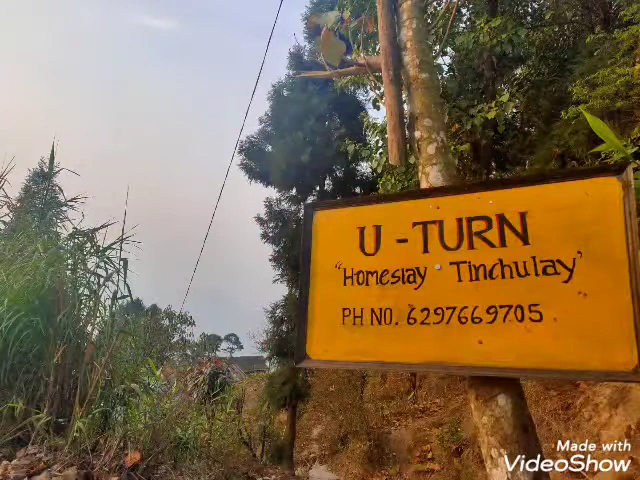 U - TURN
"Homestay • Tinchulay"
PH NO. 6297669705
Made with
VideoShow